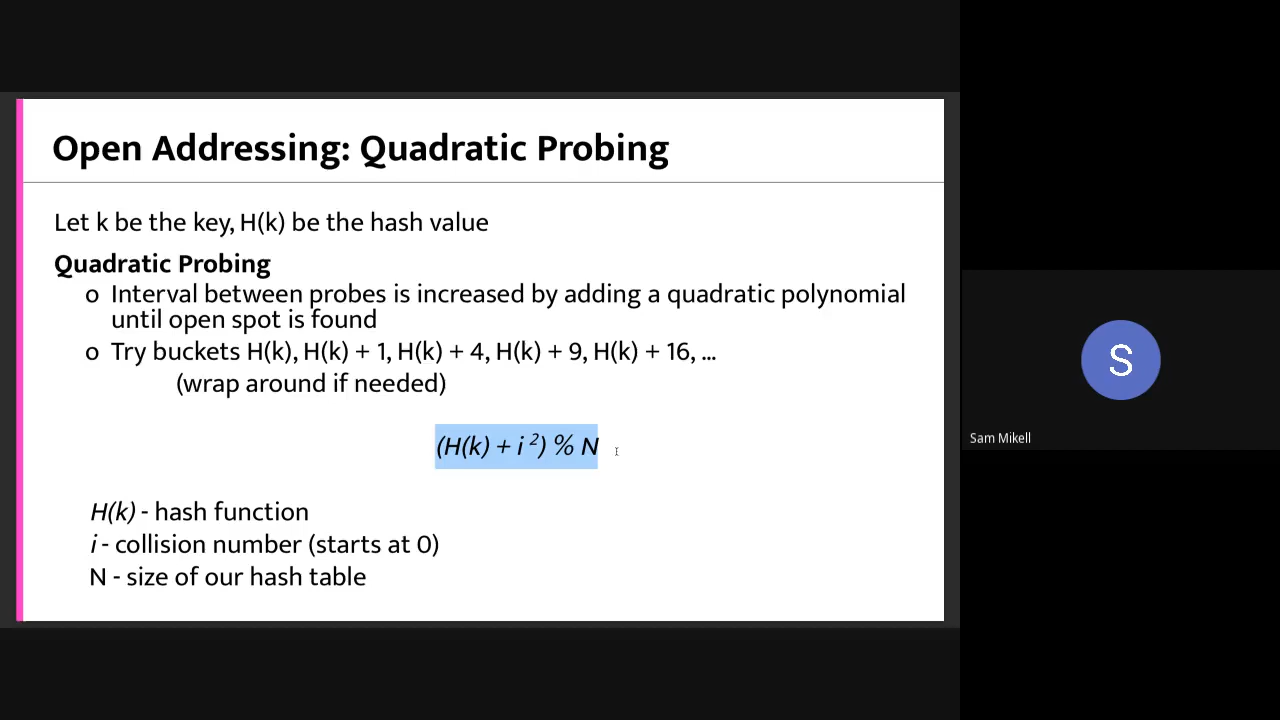 Open Addressing: Quadratic Probing
Let k be the key, H(k) be the hash value
Quadratic Probing
o Interval between probes is increased by adding a quadratic polynomial
until open spot is found
o Try buckets H(k), H(k) + 1, H(k) + 4, H(k) + 9, H(k) + 16, ...
(wrap around if needed)
(H(k) + i ²) % N
H(k) - hash function
i - collision number (starts at 0)
N - size of our hash table
S
Sam Mikell